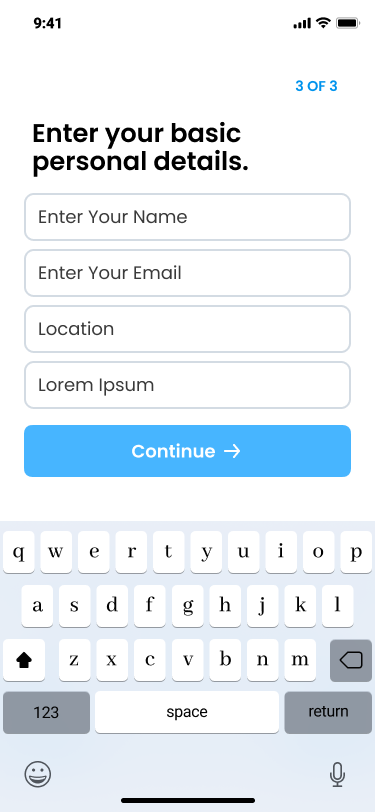 9:41
3 OF 3
Enter your basic
personal details.
Enter Your Name
Enter Your Email
Location
Lorem Ipsum
Continue →
q w e r t y u i o p
a s d f g h j k l
z x c v b n m
123 space return